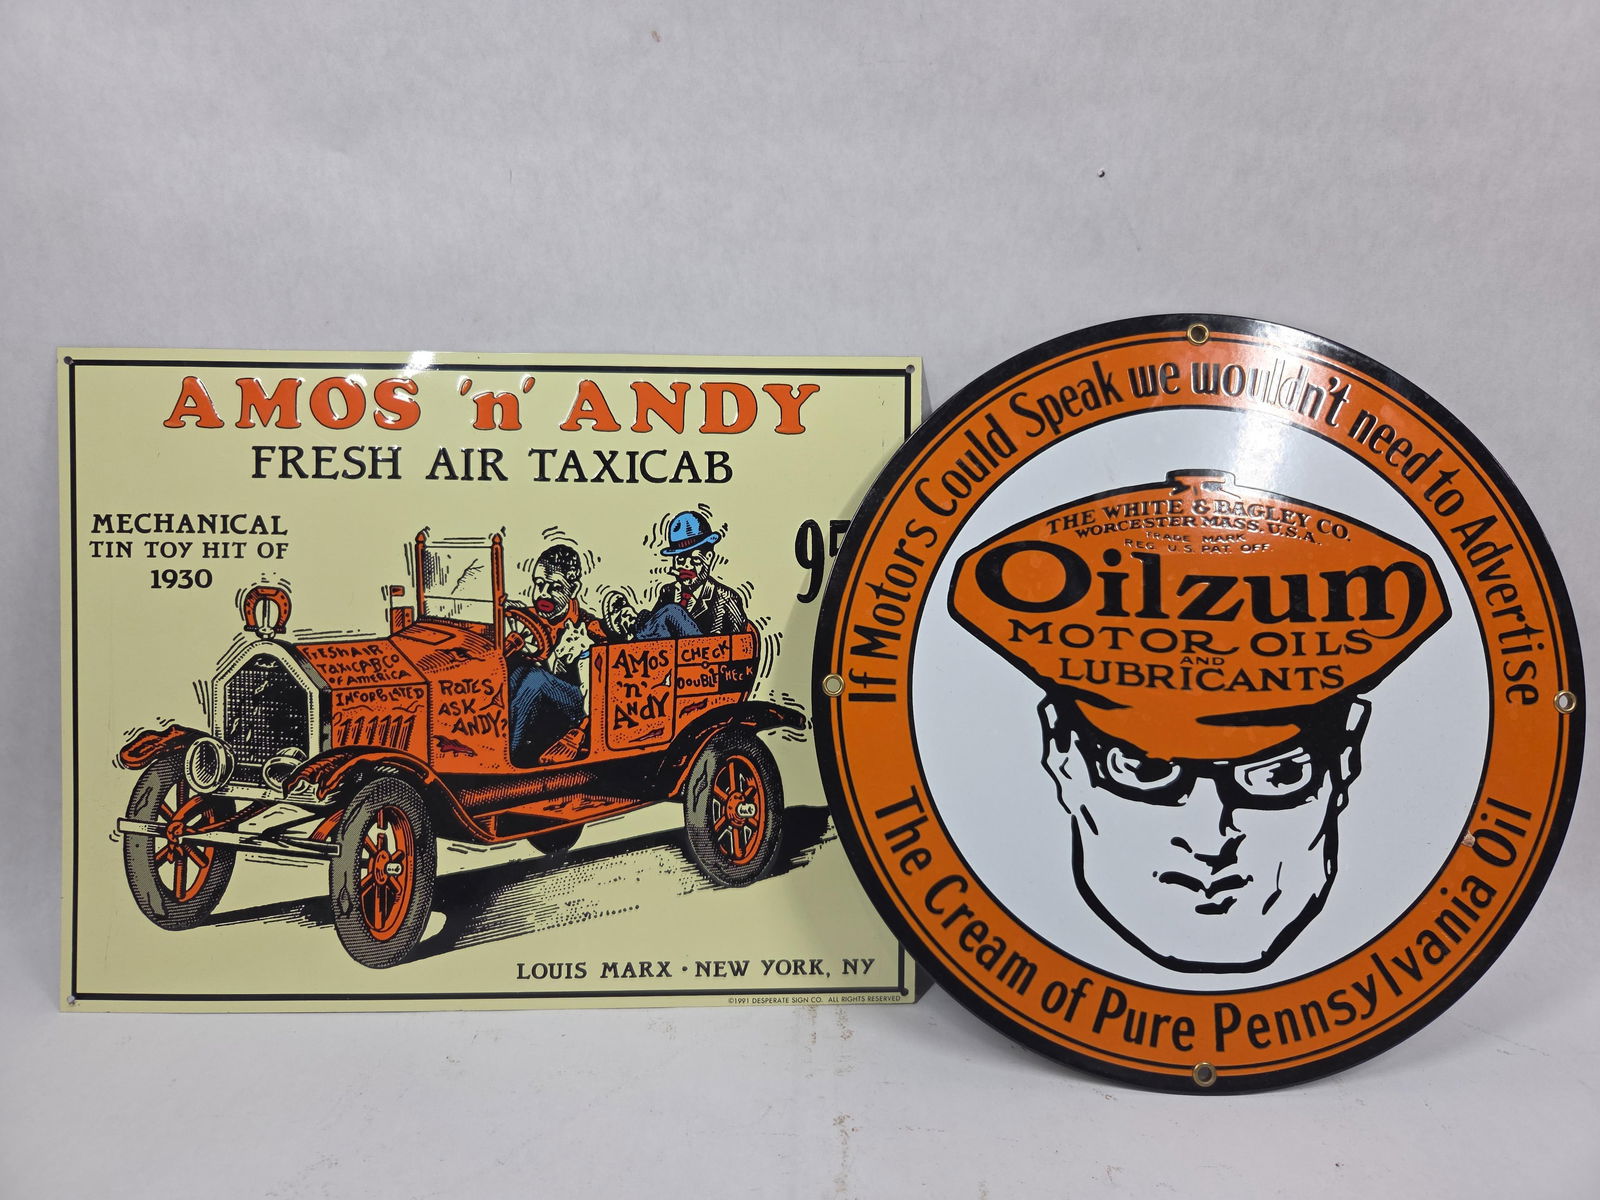 AMOS 'n' ANDY
FRESH AIR TAXICAB
MECHANICAL
TIN TOY HIT OF
1930
95
FRESH AIR
TAXICAB CO
OF AMERICA
INCORPOLATED
RATES
ASK
ANDY?
AMOS
'n'
ANDY
CHECK
DOUBLE CHECK
LOUIS MARX • NEW YORK, NY
©1991 DESPERATE SIGN CO. ALL RIGHTS RESERVED
If Motors Could Speak we wouldn't need to Advertise
THE WHITE & BAGLEY CO.
WORCESTER MASS. U.S.A.
TRADE MARK
REG. U.S. PAT. OFF.
Oilzum
MOTOR OILS
AND
LUBRICANTS
The Cream of Pure Pennsylvania Oil